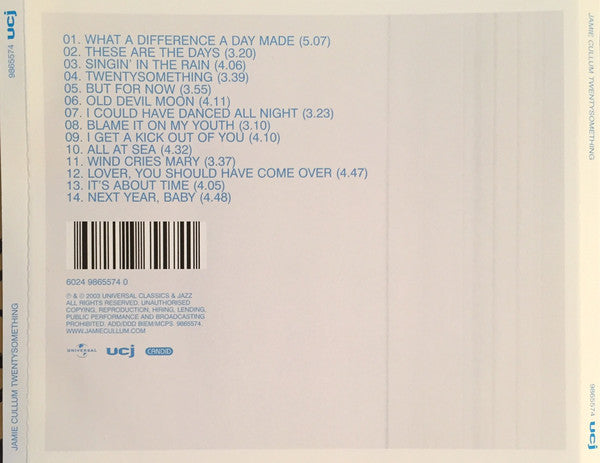 01. WHAT A DIFFERENCE A DAY MADE (5.07)
02. THESE ARE THE DAYS (3.20)
03. SINGIN' IN THE RAIN (4.06)
04. TWENTYSOMETHING (3.39)
05. BUT FOR NOW (3.55)
06. OLD DEVIL MOON (4.11)
07. I COULD HAVE DANCED ALL NIGHT (3.23)
08. BLAME IT ON MY YOUTH (3.10)
09. I GET A KICK OUT OF YOU (4.10)
10. ALL AT SEA (4.32)
11. WIND CRIES MARY (3.37)
12. LOVER, YOU SHOULD HAVE COME OVER (4.47)
13. IT'S ABOUT TIME (4.05)
14. NEXT YEAR, BABY (4.48)
6024 9865574 0
℗ & © 2003 UNIVERSAL CLASSICS & JAZZ
ALL RIGHTS RESERVED. UNAUTHORISED
COPYING, REPRODUCTION, HIRING, LENDING,
PUBLIC PERFORMANCE AND BROADCASTING
PROHIBITED. ADD/DDD BIEM/MCPS. 9865574.
WWW.JAMIECULLUM.COM
UNIVERSAL ucj CANDID
JAMIE CULLUM TWENTYSOMETHING 9865574 ucj
JAMIE CULLUM TWENTYSOMETHING 9865574 ucj